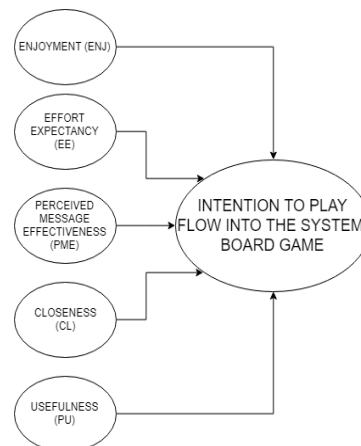 ENJOYMENT (ENJ)
EFFORT
EXPECTANCY
(EE)
PERCEIVED
MESSAGE
EFFECTIVENESS
(PME)
CLOSENESS
(CL)
USEFULNESS
(PU)
INTENTION TO PLAY
FLOW INTO THE SYSTEM
BOARD GAME